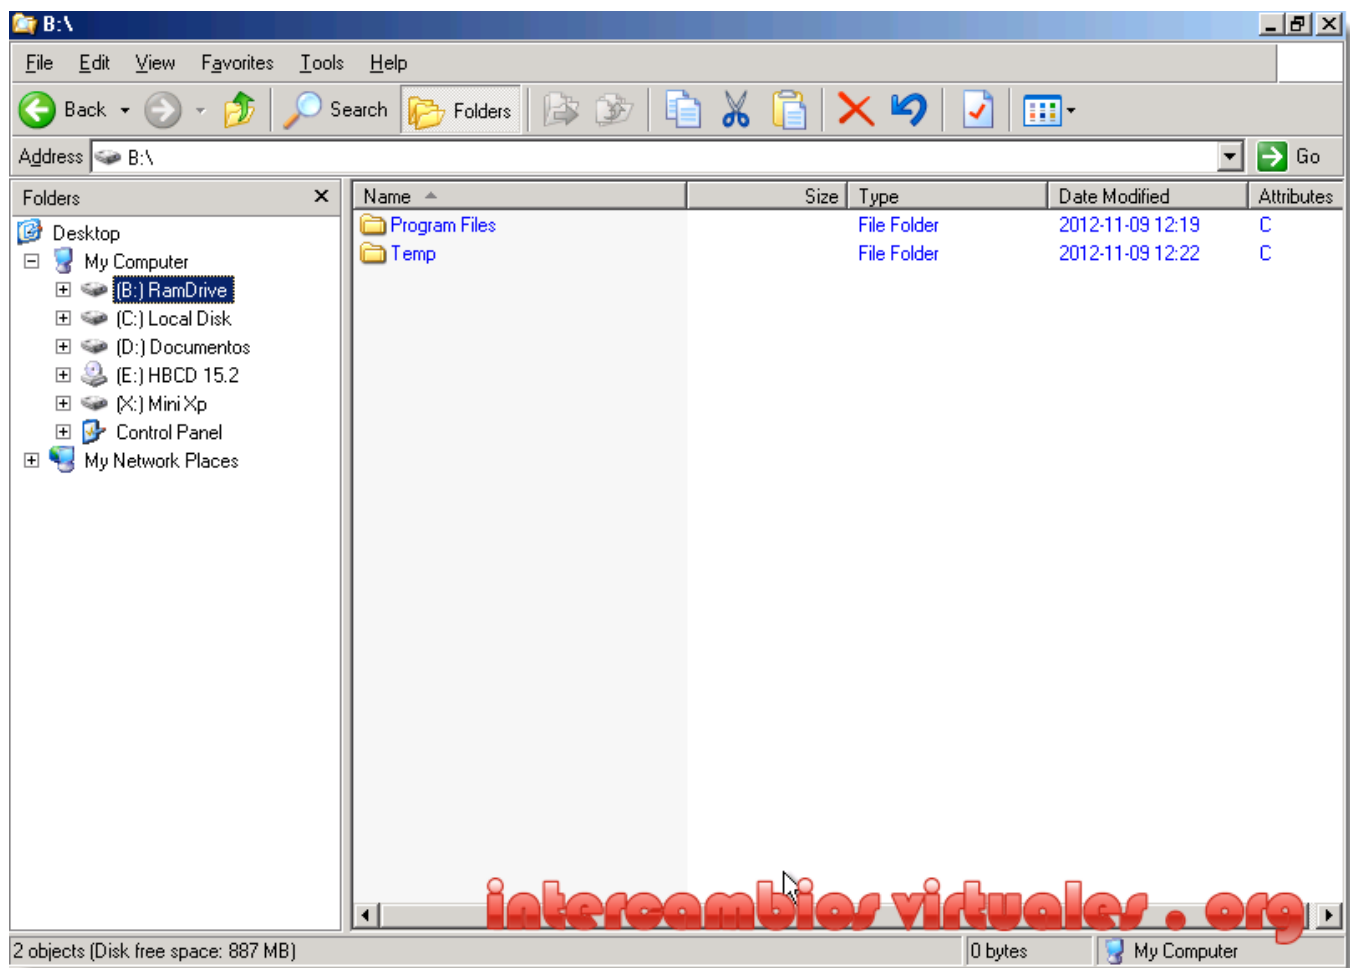 B:\
File Edit View Favorites Tools Help
Back Search Folders
Address B:\ Go
Folders
Name Size Type Date Modified Attributes
Desktop
My Computer
(B:) RamDrive
(C:) Local Disk
(D:) Documentos
(E:) HBCD 15.2
(X:) Mini Xp
Control Panel
My Network Places
Program Files File Folder 2012-11-09 12:19 C
Temp File Folder 2012-11-09 12:22 C
intercambios virtuales . org
2 objects (Disk free space: 887 MB) 0 bytes My Computer